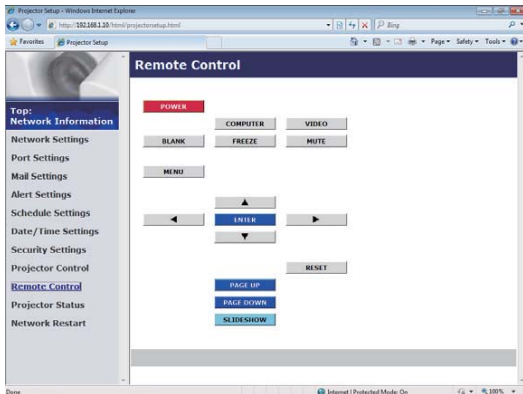 Projector Setup - Windows Internet Explorer
http://192.168.1.10/html/projectorsetup.html
Bing
Favorites Projector Setup Page Safety Tools
Remote Control
Top:
Network Information
Network Settings
Port Settings
Mail Settings
Alert Settings
Schedule Settings
Date/Time Settings
Security Settings
Projector Control
Remote Control
Projector Status
Network Restart
POWER
COMPUTER VIDEO
BLANK FREEZE MUTE
MENU
▲
◀ ENTER ▶
▼
RESET
PAGE UP
PAGE DOWN
SLIDESHOW
Done Internet | Protected Mode: On 100%